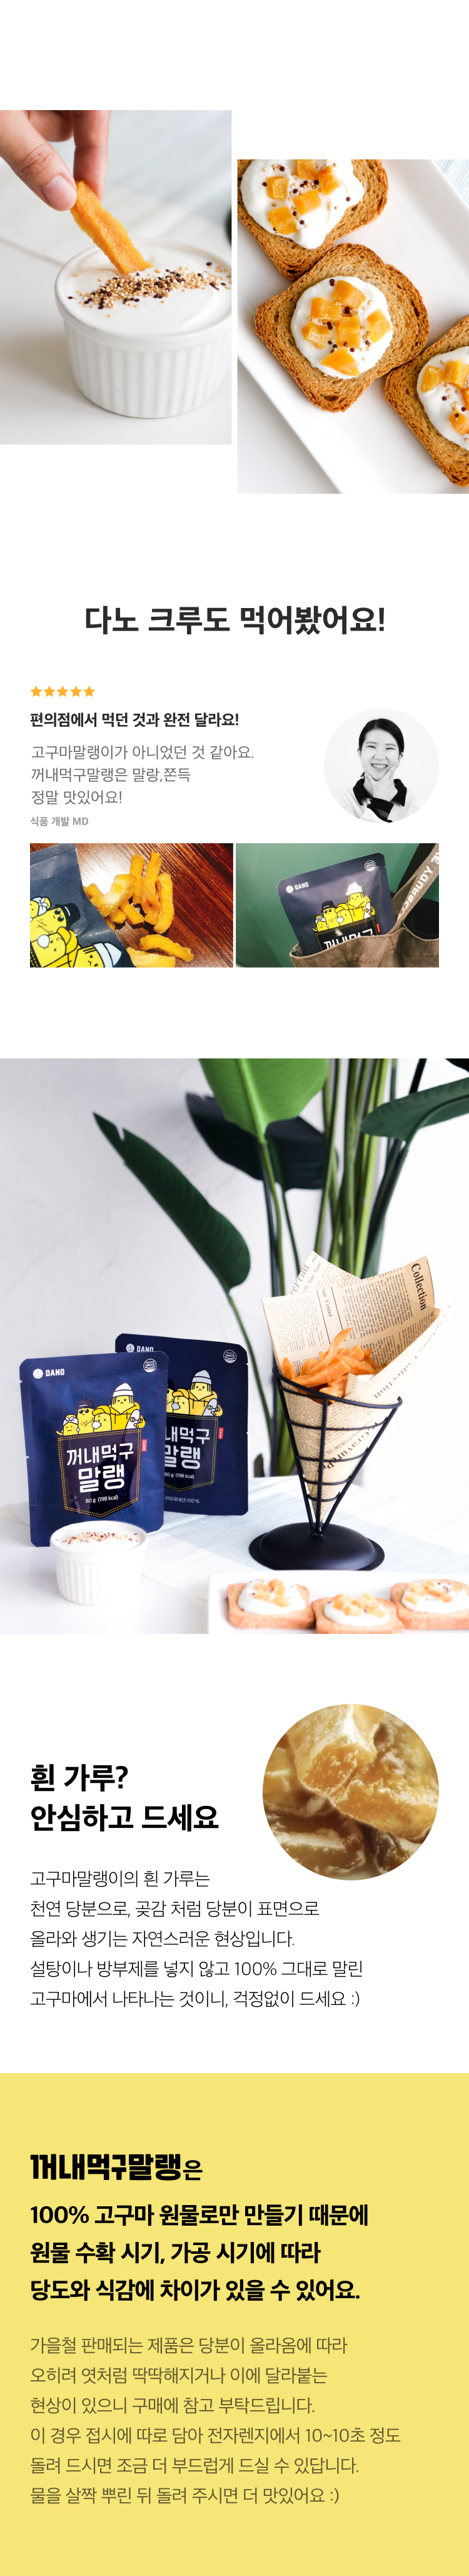 다노 크루도 먹어봤어요!
편의점에서 먹던 것과 완전 달라요!
고구마말랭이가 아니었던 것 같아요.
꺼내먹구말랭은 말랑,쫀득
정말 맛있어요!
식품 개발 MD
DANO
꺼내먹구
Collection
DANO
DANO
꺼내먹구
말랭
60 g (198 kcal)
꺼내먹구
말랭
흰 가루?
안심하고 드세요
고구마말랭이의 흰 가루는
천연 당분으로, 곶감 처럼 당분이 표면으로
올라와 생기는 자연스러운 현상입니다.
설탕이나 방부제를 넣지 않고 100% 그대로 말린
고구마에서 나타나는 것이니, 걱정없이 드세요 :)
꺼내먹구말랭은
100% 고구마 원물로만 만들기 때문에
원물 수확 시기, 가공 시기에 따라
당도와 식감에 차이가 있을 수 있어요.
가을철 판매되는 제품은 당분이 올라옴에 따라
오히려 엿처럼 딱딱해지거나 이에 달라붙는
현상이 있으니 구매에 참고 부탁드립니다.
이 경우 접시에 따로 담아 전자렌지에서 10~10초 정도
돌려 드시면 조금 더 부드럽게 드실 수 있답니다.
물을 살짝 뿌린 뒤 돌려 주시면 더 맛있어요 :)